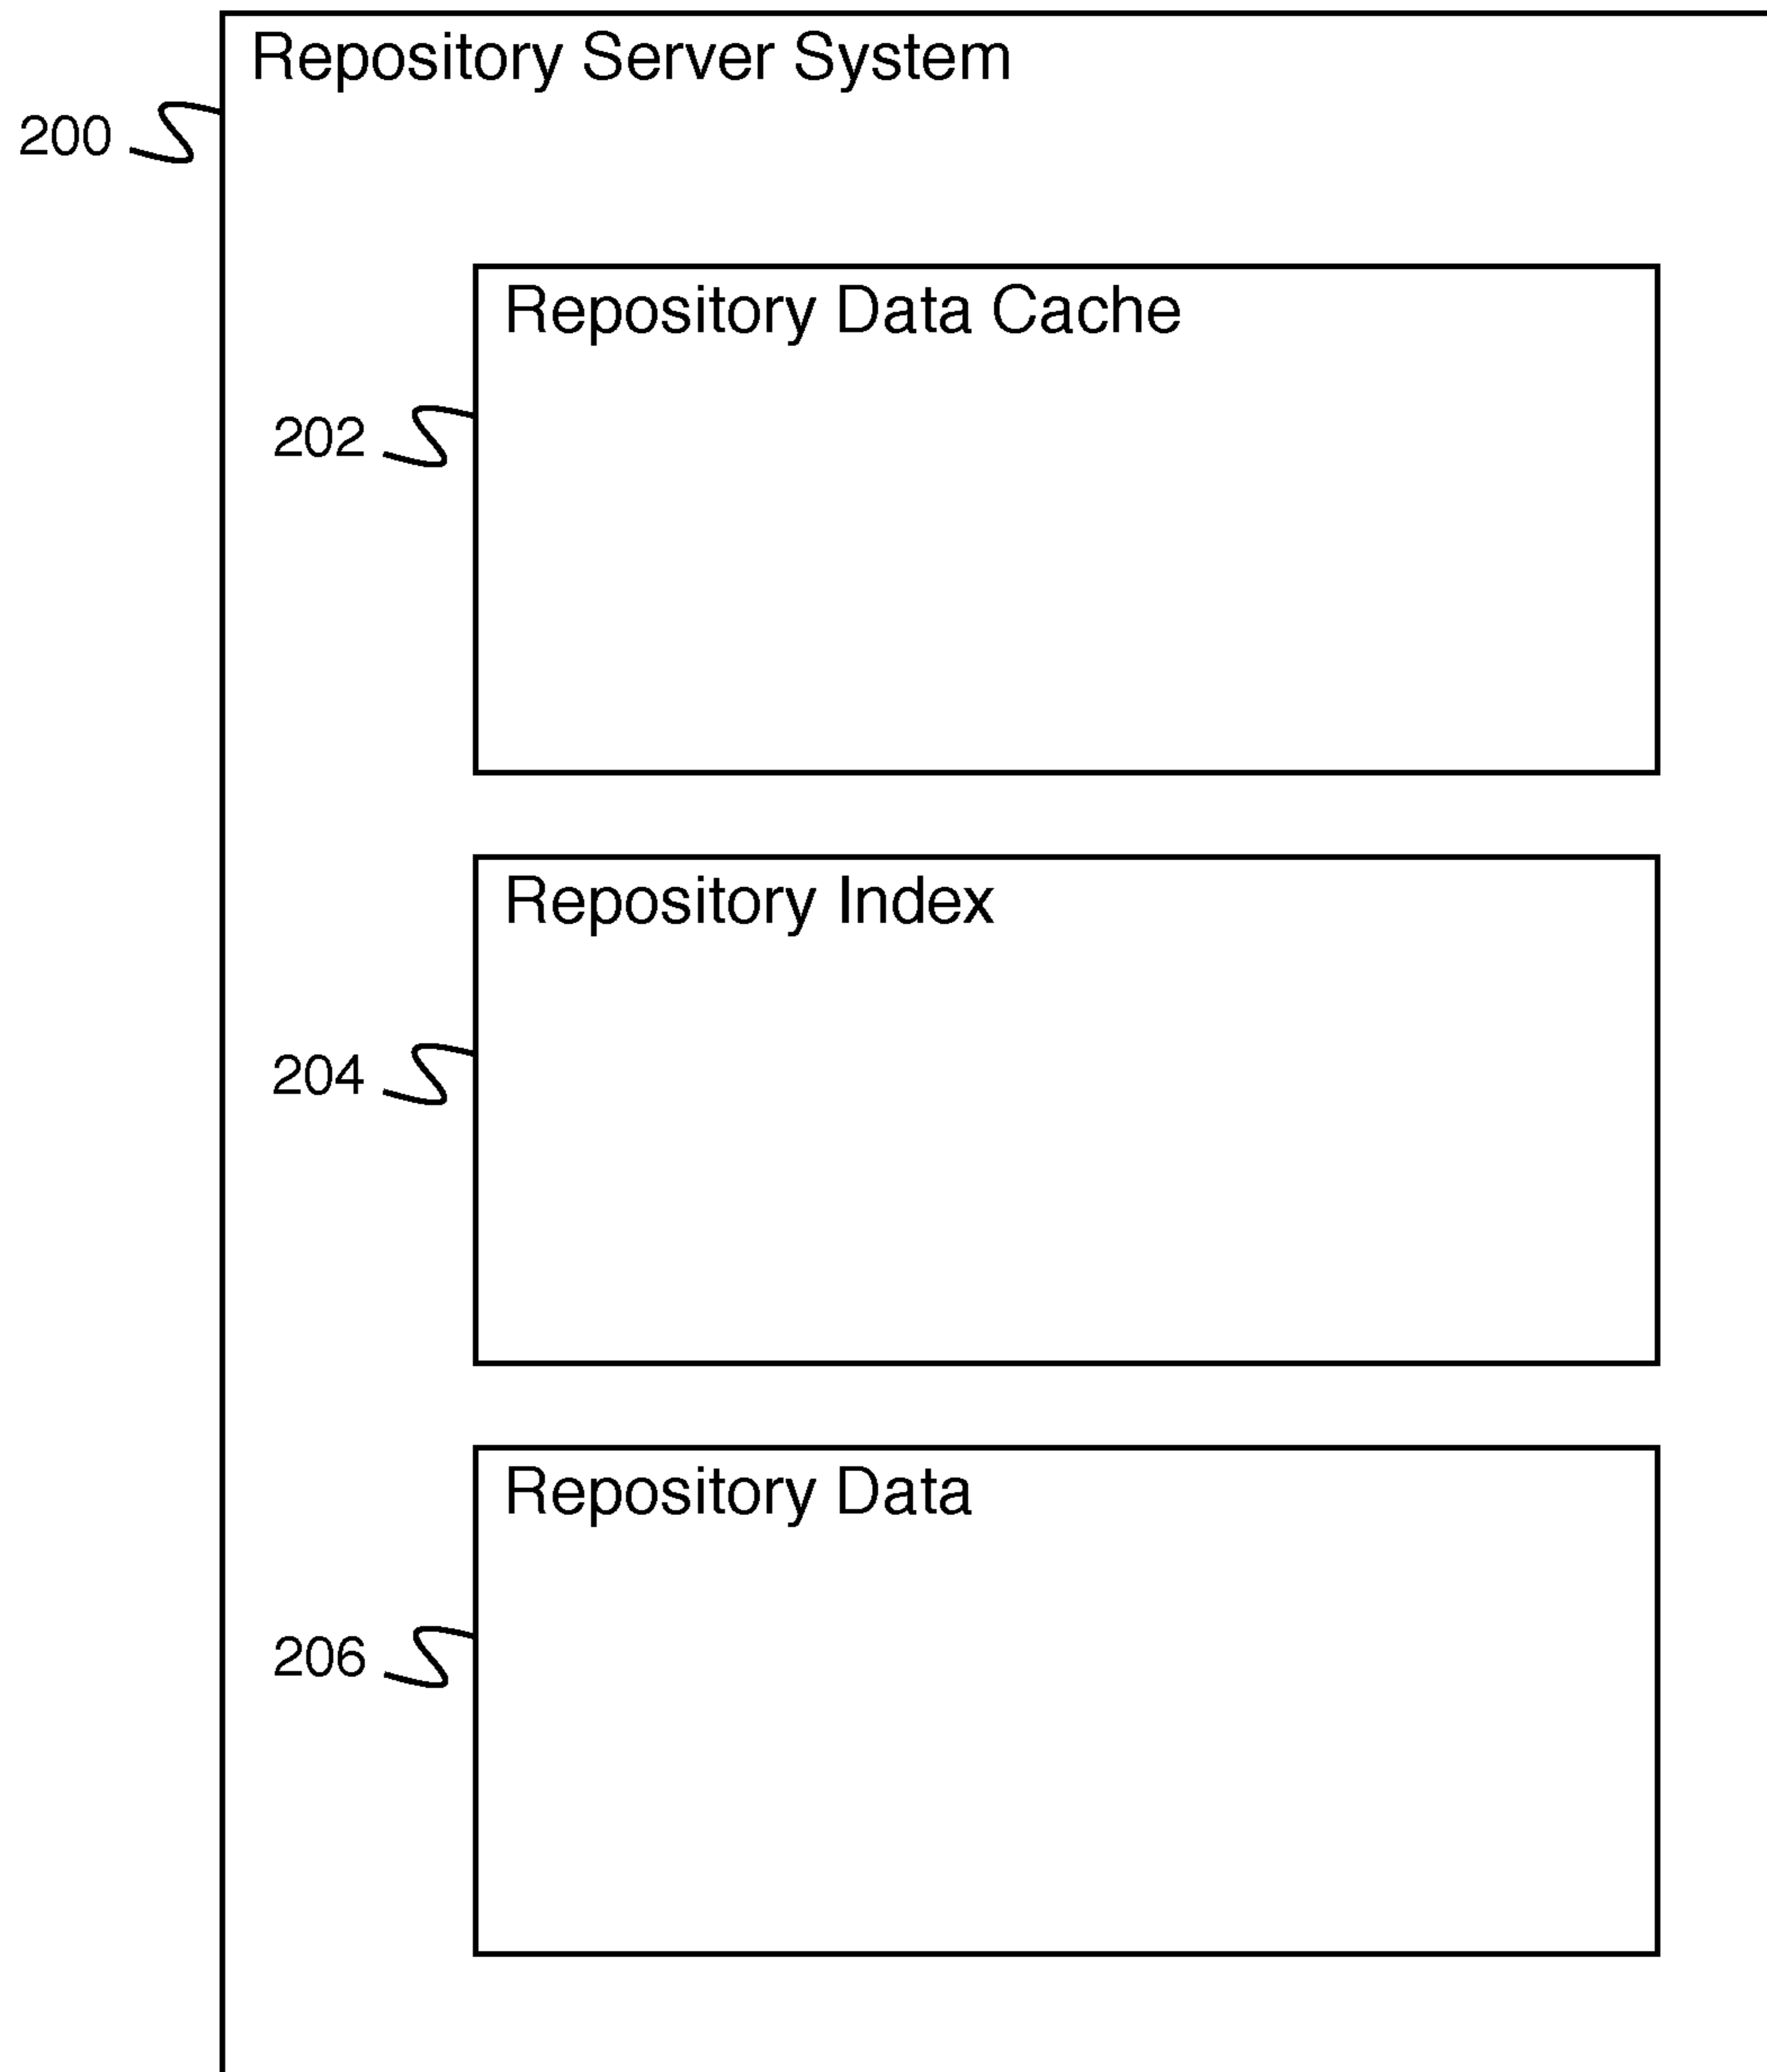 Repository Server System
200
Repository Data Cache
202
Repository Index
204
Repository Data
206